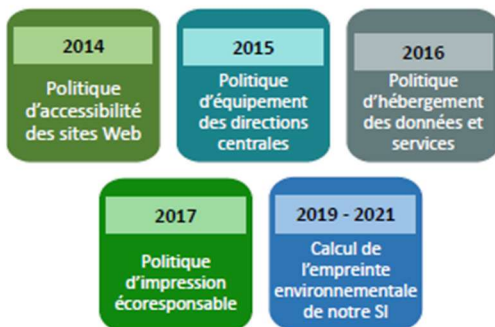 2014
Politique
d'accessibilité
des sites Web
2015
Politique
d'équipement
des directions
centrales
2016
Politique
d'hébergement
des données et
services
2017
Politique
d'impression
écoresponsable
2019 - 2021
Calcul de
l'empreinte
environnementale
de notre SI